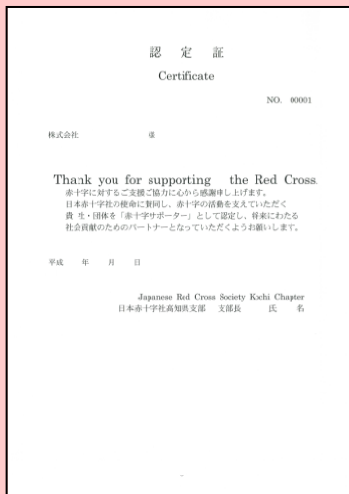 認 定 証
Certificate
NO. 00001
株式会社 様
Thank you for supporting the Red Cross.
赤十字に対するご支援ご協力に心から感謝申し上げます。
日本赤十字社の使命に賛同し、赤十字の活動を支えていただく
貴 社・団体を「赤十字サポーター」として認定し、将来にわたる
社会貢献のためのパートナーとなっていただくようお願いします。
平成 年 月 日
Japanese Red Cross Society Kochi Chapter
日本赤十字社高知県支部 支部長 氏 名